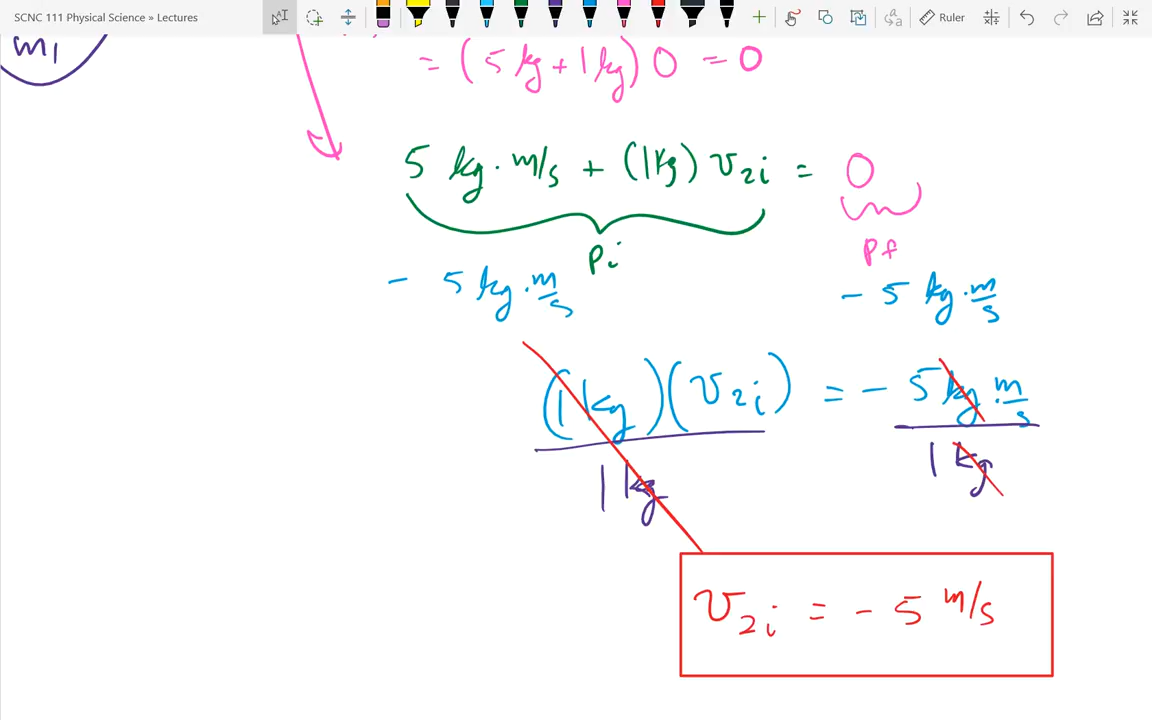 SCNC 111 Physical Science » Lectures
Ruler
m1
= (5 kg + 1 kg) 0 = 0
5 kg · m/s + (1 kg) v2i = 0
Pi
Pf
- 5 kg · m/s
- 5 kg · m/s
(1 kg)(v2i) = - 5 kg · m/s
1 kg
1 kg
v2i = - 5 m/s